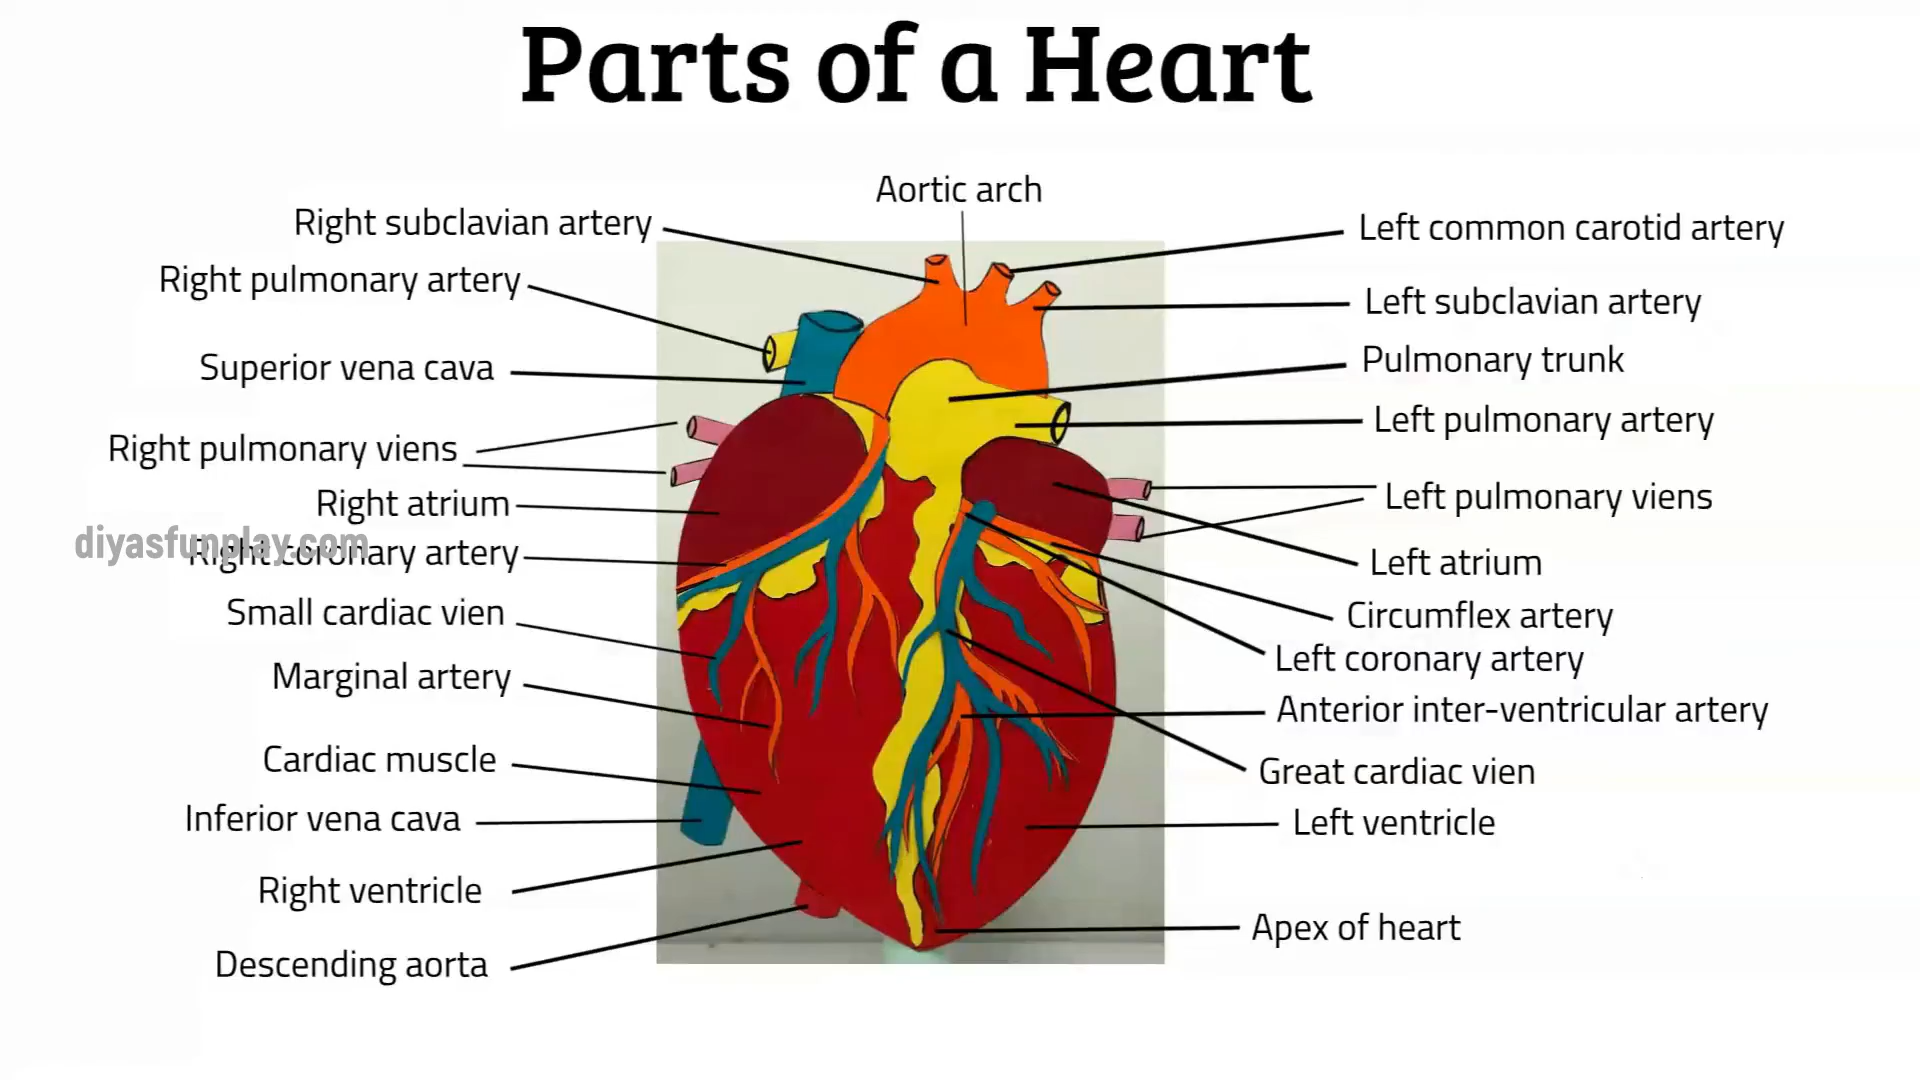 Parts of a Heart
Aortic arch
Right subclavian artery
Right pulmonary artery
Superior vena cava
Right pulmonary viens
Right atrium
diyasfunplay.com
Right coronary artery
Small cardiac vien
Marginal artery
Cardiac muscle
Inferior vena cava
Right ventricle
Descending aorta
Left common carotid artery
Left subclavian artery
Pulmonary trunk
Left pulmonary artery
Left pulmonary viens
Left atrium
Circumflex artery
Left coronary artery
Anterior inter-ventricular artery
Great cardiac vien
Left ventricle
Apex of heart